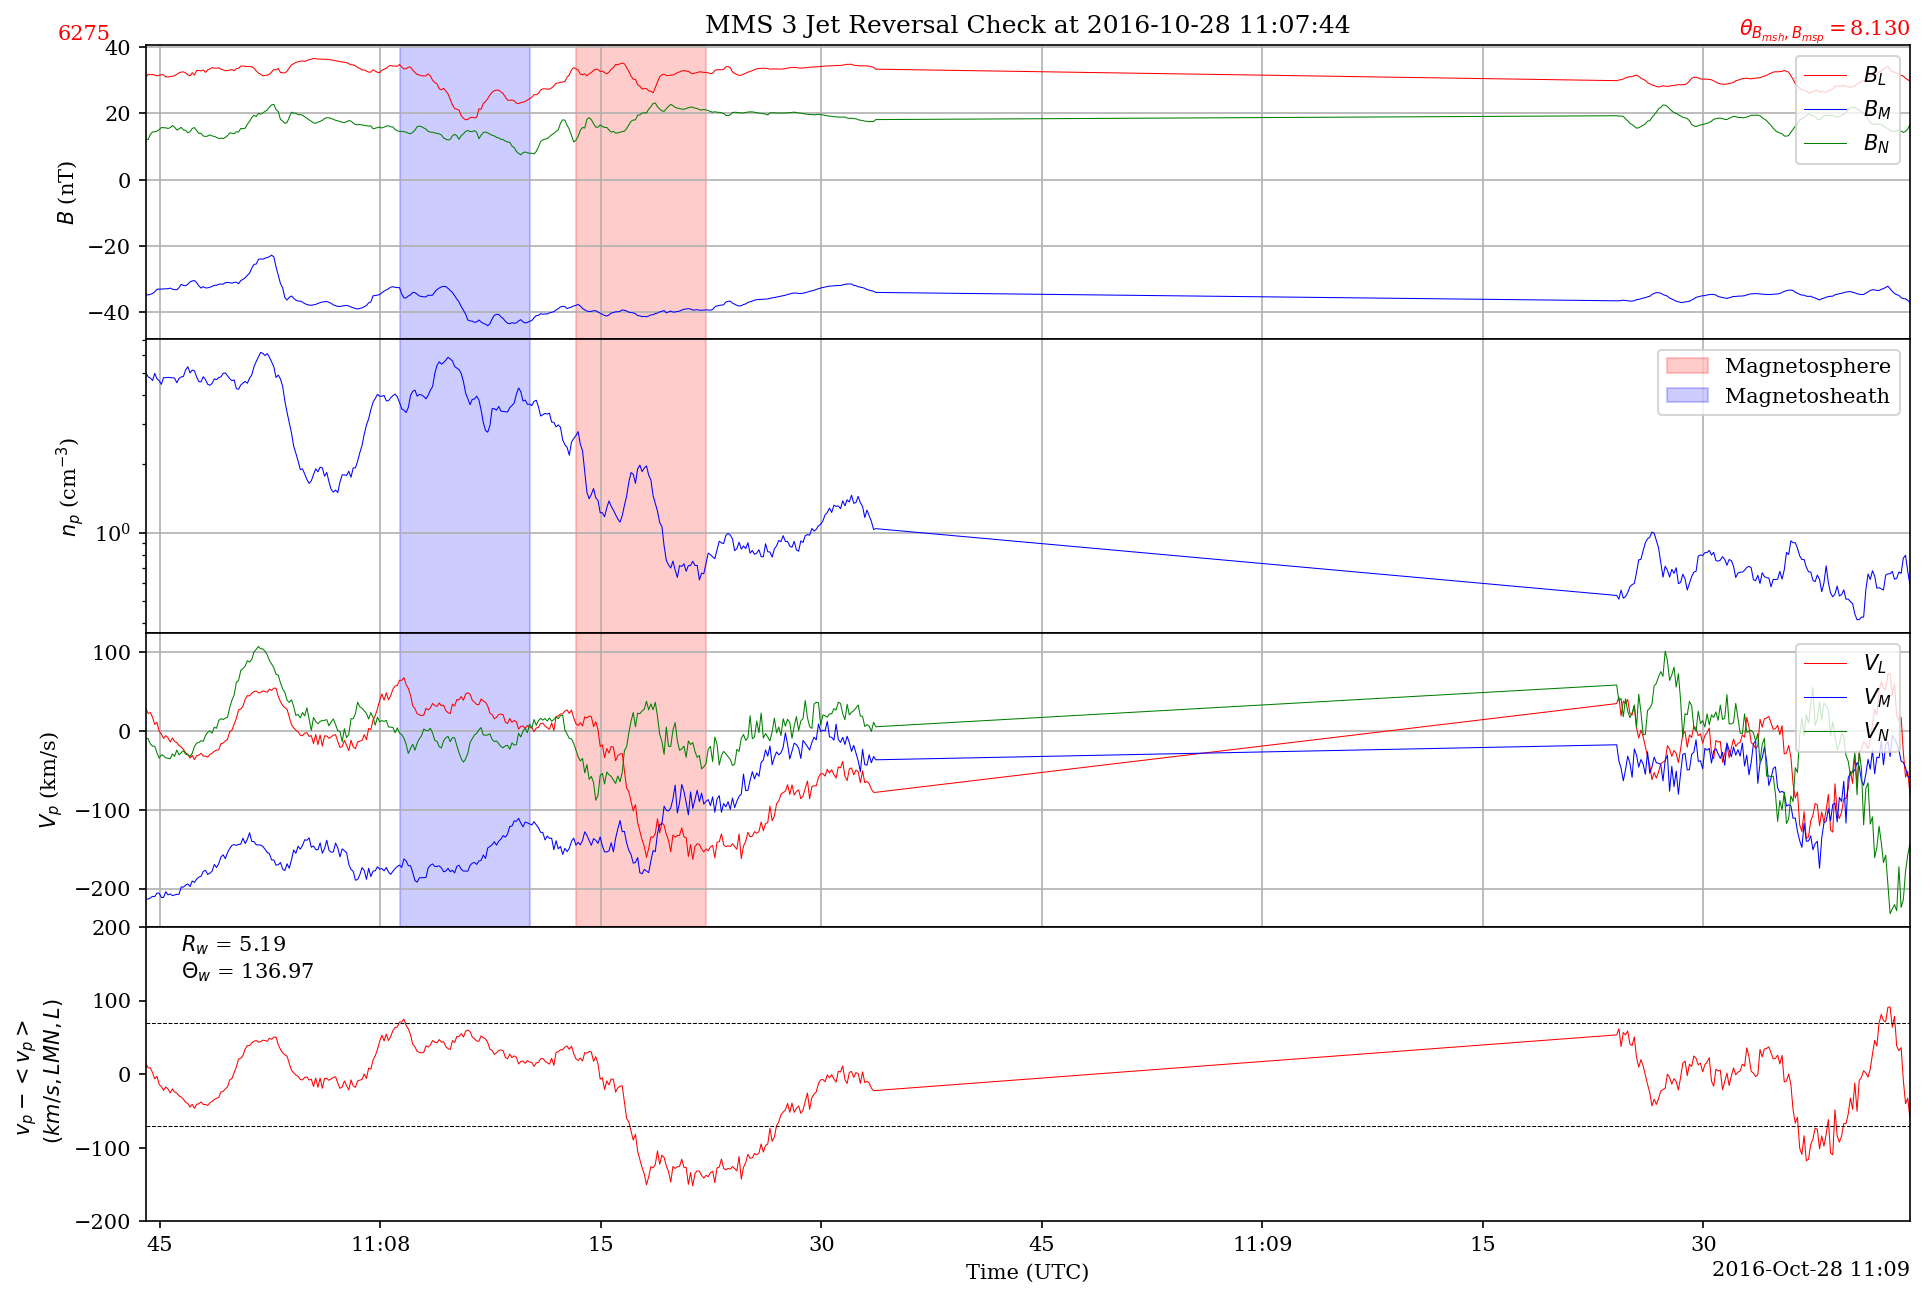 MMS 3 Jet Reversal Check at 2016-10-28 11:07:44
6275
θ_{B_{msh}, B_{msp}} = 8.130
40
20
0
−20
−40
B (nT)
B_L
B_M
B_N
10^0
n_p (cm^{−3})
Magnetosphere
Magnetosheath
100
0
−100
−200
V_p (km/s)
V_L
V_M
V_N
200
100
0
−100
−200
v_p − <v_p>
(km/s, LMN, L)
R_w = 5.19
Θ_w = 136.97
45
11:08
15
30
45
11:09
15
30
Time (UTC)
2016-Oct-28 11:09